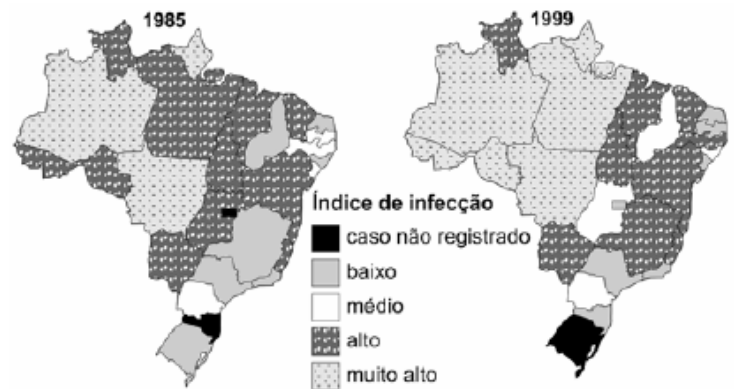 1985
1999
Índice de infecção
caso não registrado
baixo
médio
alto
muito alto